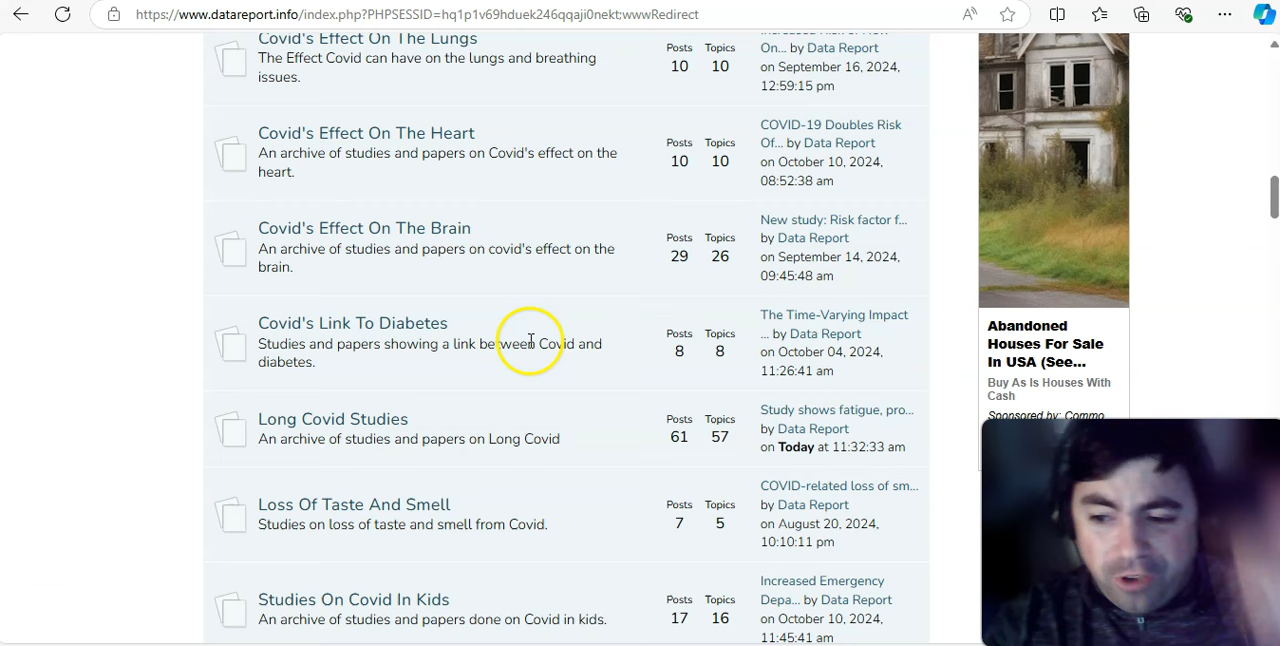 https://www.datareport.info/index.php?PHPSESSID=hq1p1v69hduek246qqaji0nekt;wwwRedirect
Covid's Effect On The Lungs
The Effect Covid can have on the lungs and breathing
issues.
Posts
10
Topics
10
On... by Data Report
on September 16, 2024,
12:59:15 pm
Covid's Effect On The Heart
An archive of studies and papers on Covid's effect on the
heart.
Posts
10
Topics
10
COVID-19 Doubles Risk
Of... by Data Report
on October 10, 2024,
08:52:38 am
Covid's Effect On The Brain
An archive of studies and papers on covid's effect on the
brain.
Posts
29
Topics
26
New study: Risk factor f...
by Data Report
on September 14, 2024,
09:45:48 am
Covid's Link To Diabetes
Studies and papers showing a link between Covid and
diabetes.
Posts
8
Topics
8
The Time-Varying Impact
... by Data Report
on October 04, 2024,
11:26:41 am
Long Covid Studies
An archive of studies and papers on Long Covid
Posts
61
Topics
57
Study shows fatigue, pro...
by Data Report
on Today at 11:32:33 am
Loss Of Taste And Smell
Studies on loss of taste and smell from Covid.
Posts
7
Topics
5
COVID-related loss of sm...
by Data Report
on August 20, 2024,
10:10:11 pm
Studies On Covid In Kids
An archive of studies and papers done on Covid in kids.
Posts
17
Topics
16
Increased Emergency
Depa... by Data Report
on October 10, 2024,
11:45:41 am
Abandoned
Houses For Sale
In USA (See...
Buy As Is Houses With
Cash
Sponsored by: Commo